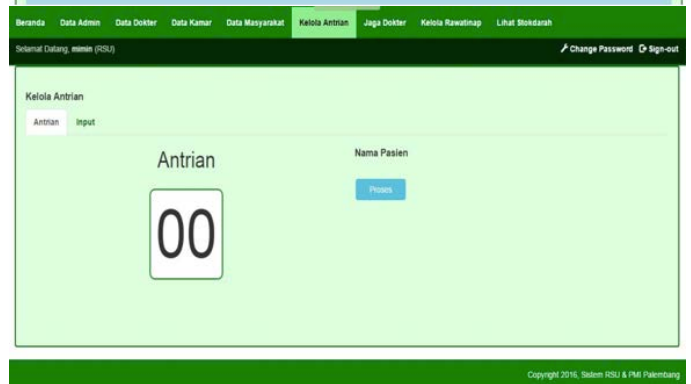 Beranda Data Admin Data Dokter Data Kamar Data Masyarakat Kelola Antrian Jaga Dokter Kelola Rawatinap Lihat Stokdarah
Selamat Datang, mimin (RSU) Change Password Sign-out
Kelola Antrian
Antrian Input
Antrian Nama Pasien
Proses
00
Copyright 2016, Sistem RSU & PMI Palembang